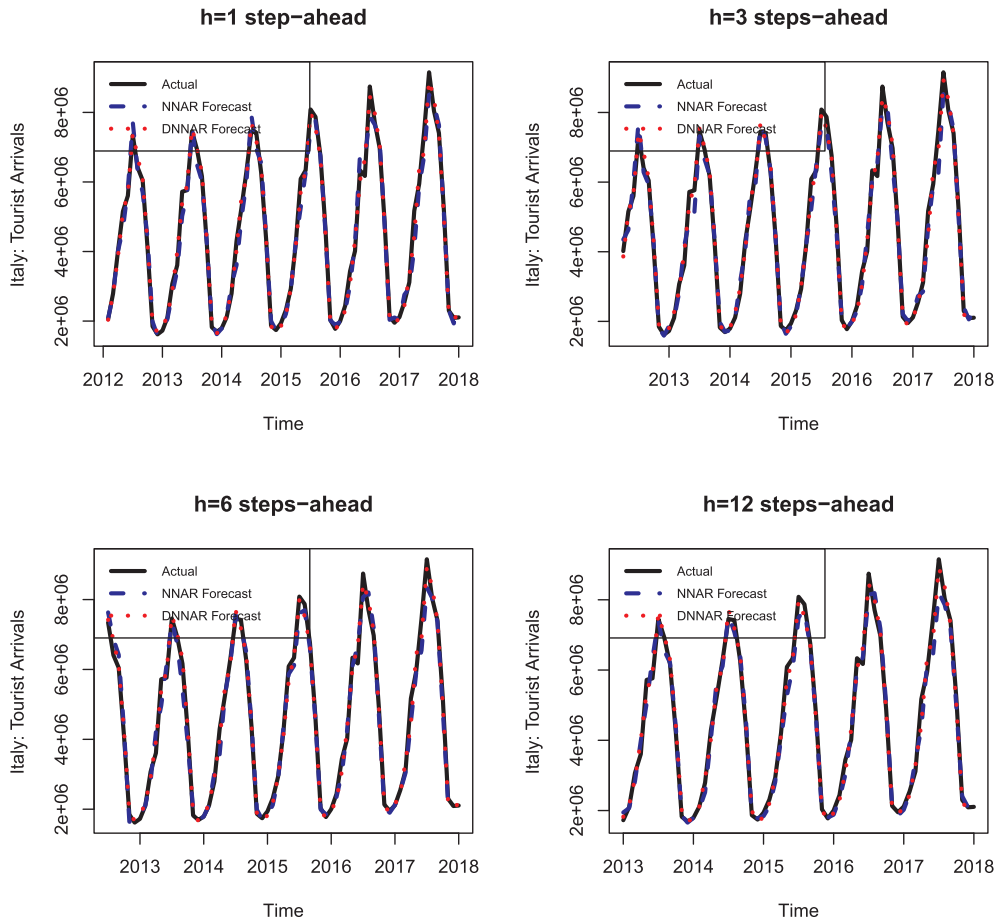 h=1 step−ahead
Italy: Tourist Arrivals
8e+06
6e+06
4e+06
2e+06
Actual
NNAR Forecast
DNNAR Forecast
2012 2013 2014 2015 2016 2017 2018
Time
h=3 steps−ahead
Italy: Tourist Arrivals
8e+06
6e+06
4e+06
2e+06
Actual
NNAR Forecast
DNNAR Forecast
2013 2014 2015 2016 2017 2018
Time
h=6 steps−ahead
Italy: Tourist Arrivals
8e+06
6e+06
4e+06
2e+06
Actual
NNAR Forecast
DNNAR Forecast
2013 2014 2015 2016 2017 2018
Time
h=12 steps−ahead
Italy: Tourist Arrivals
8e+06
6e+06
4e+06
2e+06
Actual
NNAR Forecast
DNNAR Forecast
2013 2014 2015 2016 2017 2018
Time